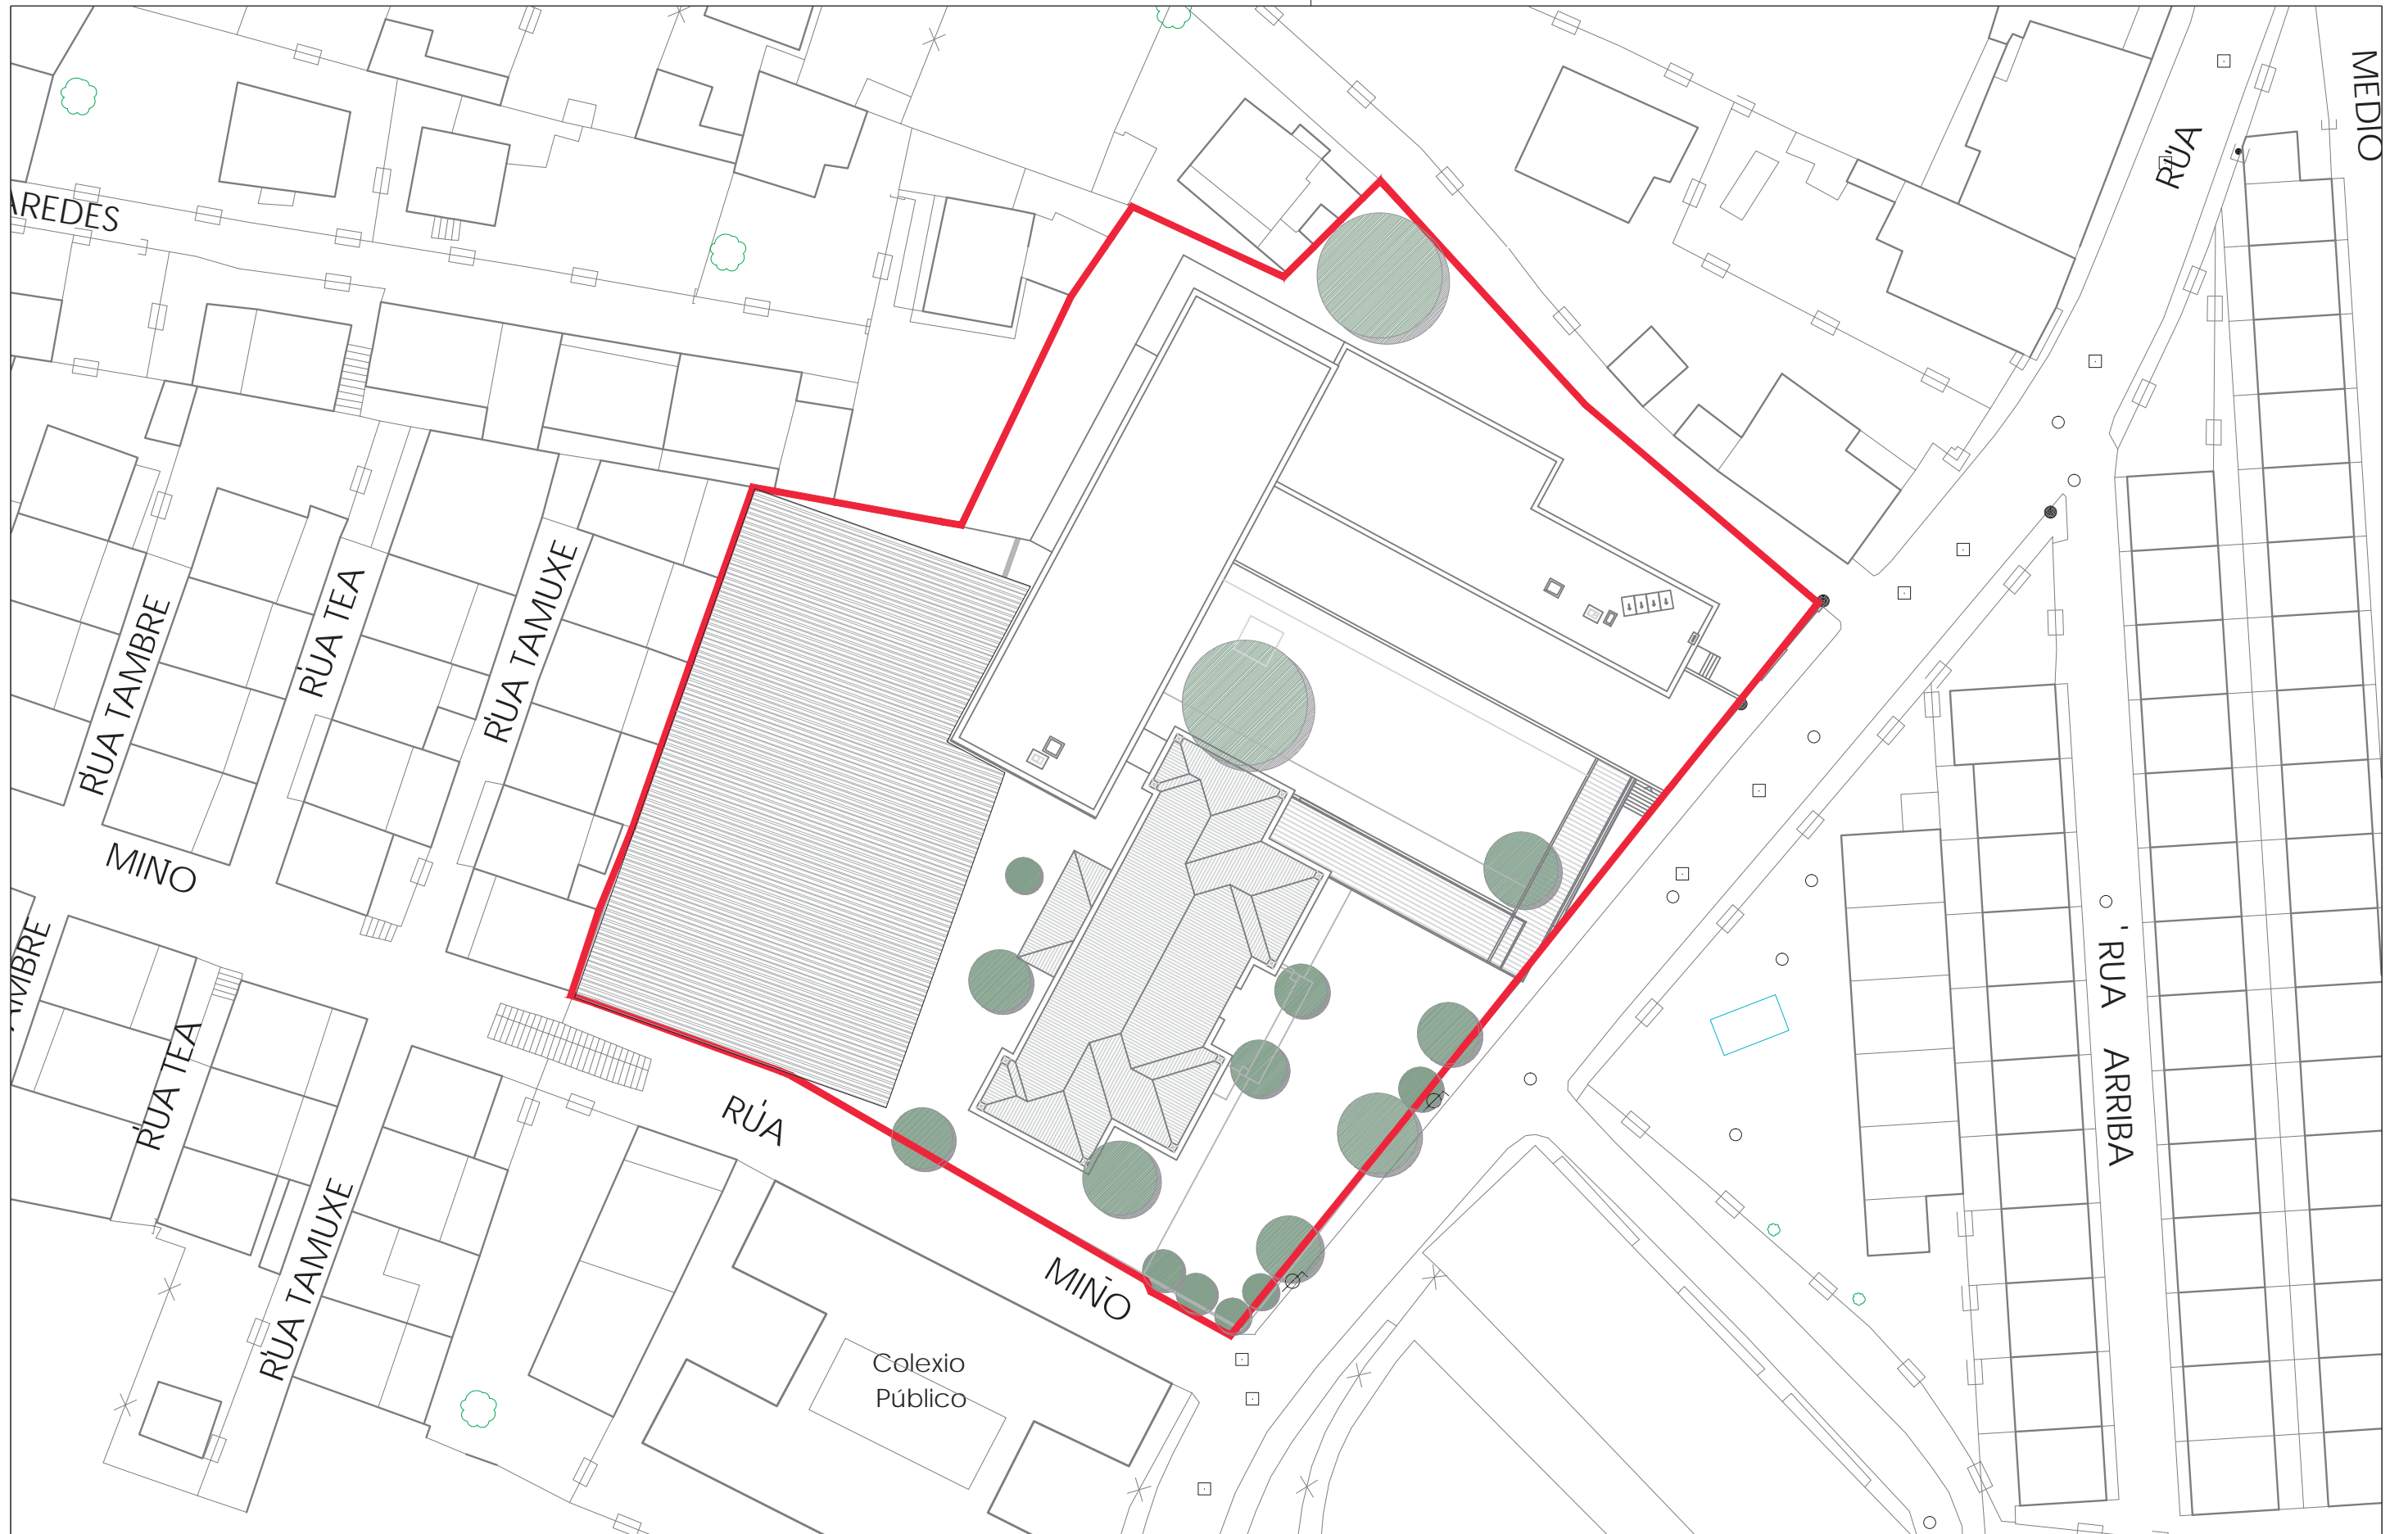 MEDIO
RÚA
AREDES
RÚA TAMUXE
RÚA TEA
RÚA TAMBRE
MIÑO
AMBRE
RÚA TEA
RÚA
RÚA ARRIBA
RÚA TAMUXE
MIÑO
Colexio
Público